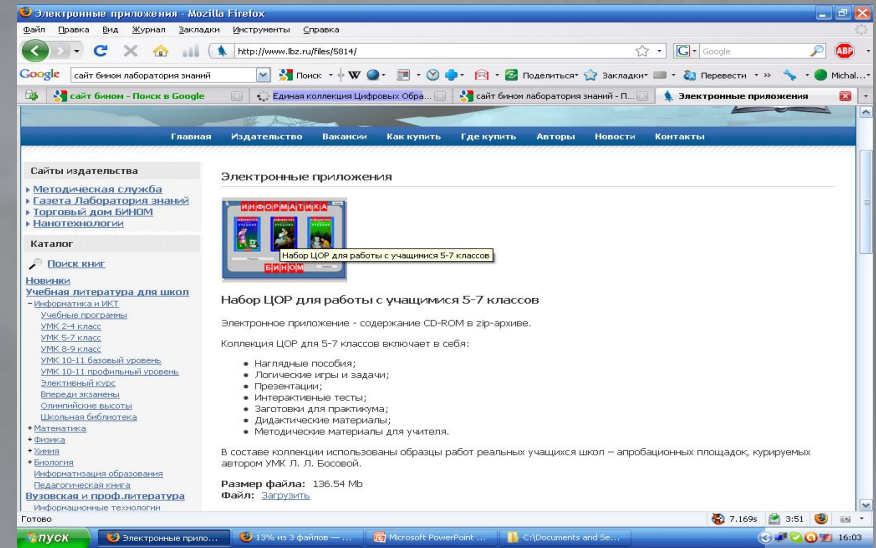 Электронные приложения - Mozilla Firefox
Файл Правка Вид Журнал Закладки Инструменты Справка
http://www.lbz.ru/files/5814/
Google
ABP
Google сайт бином лаборатория знаний Поиск W Поделиться Закладки Перевести » Michal...
сайт бином - Поиск в Google Единая коллекция Цифровых Обра... сайт бином лаборатория знаний - П... Электронные приложения
Главная Издательство Вакансии Как купить Где купить Авторы Новости Контакты
Сайты издательства
Методическая служба
Газета Лаборатория знаний
Торговый дом БИНОМ
Нанотехнологии
Каталог
Поиск книг
Новинки
Учебная литература для школ
- Информатика и ИКТ
Учебные программы
УМК 2-4 класс
УМК 5-7 класс
УМК 8-9 класс
УМК 10-11 базовый уровень
УМК 10-11 профильный уровень
Элективный курс
Впереди экзамены
Олимпийские высоты
Школьная библиотека
+ Математика
+ Физика
+ Химия
+ Биология
Информатизация образования
Педагогическая книга
Вузовская и проф.литература
Информационные технологии
Электронные приложения
ИНФОРМАТИКА
БИНОМ
Набор ЦОР для работы с учащимися 5-7 классов
Набор ЦОР для работы с учащимися 5-7 классов
Электронное приложение - содержание CD-ROM в zip-архиве.
Коллекция ЦОР для 5-7 классов включает в себя:
• Наглядные пособия;
• Логические игры и задачи;
• Презентации;
• Интерактивные тесты;
• Заготовки для практикума;
• Дидактические материалы;
• Методические материалы для учителя.
В составе коллекции использованы образцы работ реальных учащихся школ – апробационных площадок, курируемых
автором УМК Л. Л. Босовой.
Размер файла: 136.54 Mb
Файл: Загрузить
Готово 7.169s 3:51
пуск Электронные прило... 13% из 3 файлов — ... Microsoft PowerPoint ... C:\Documents and Se... 16:03